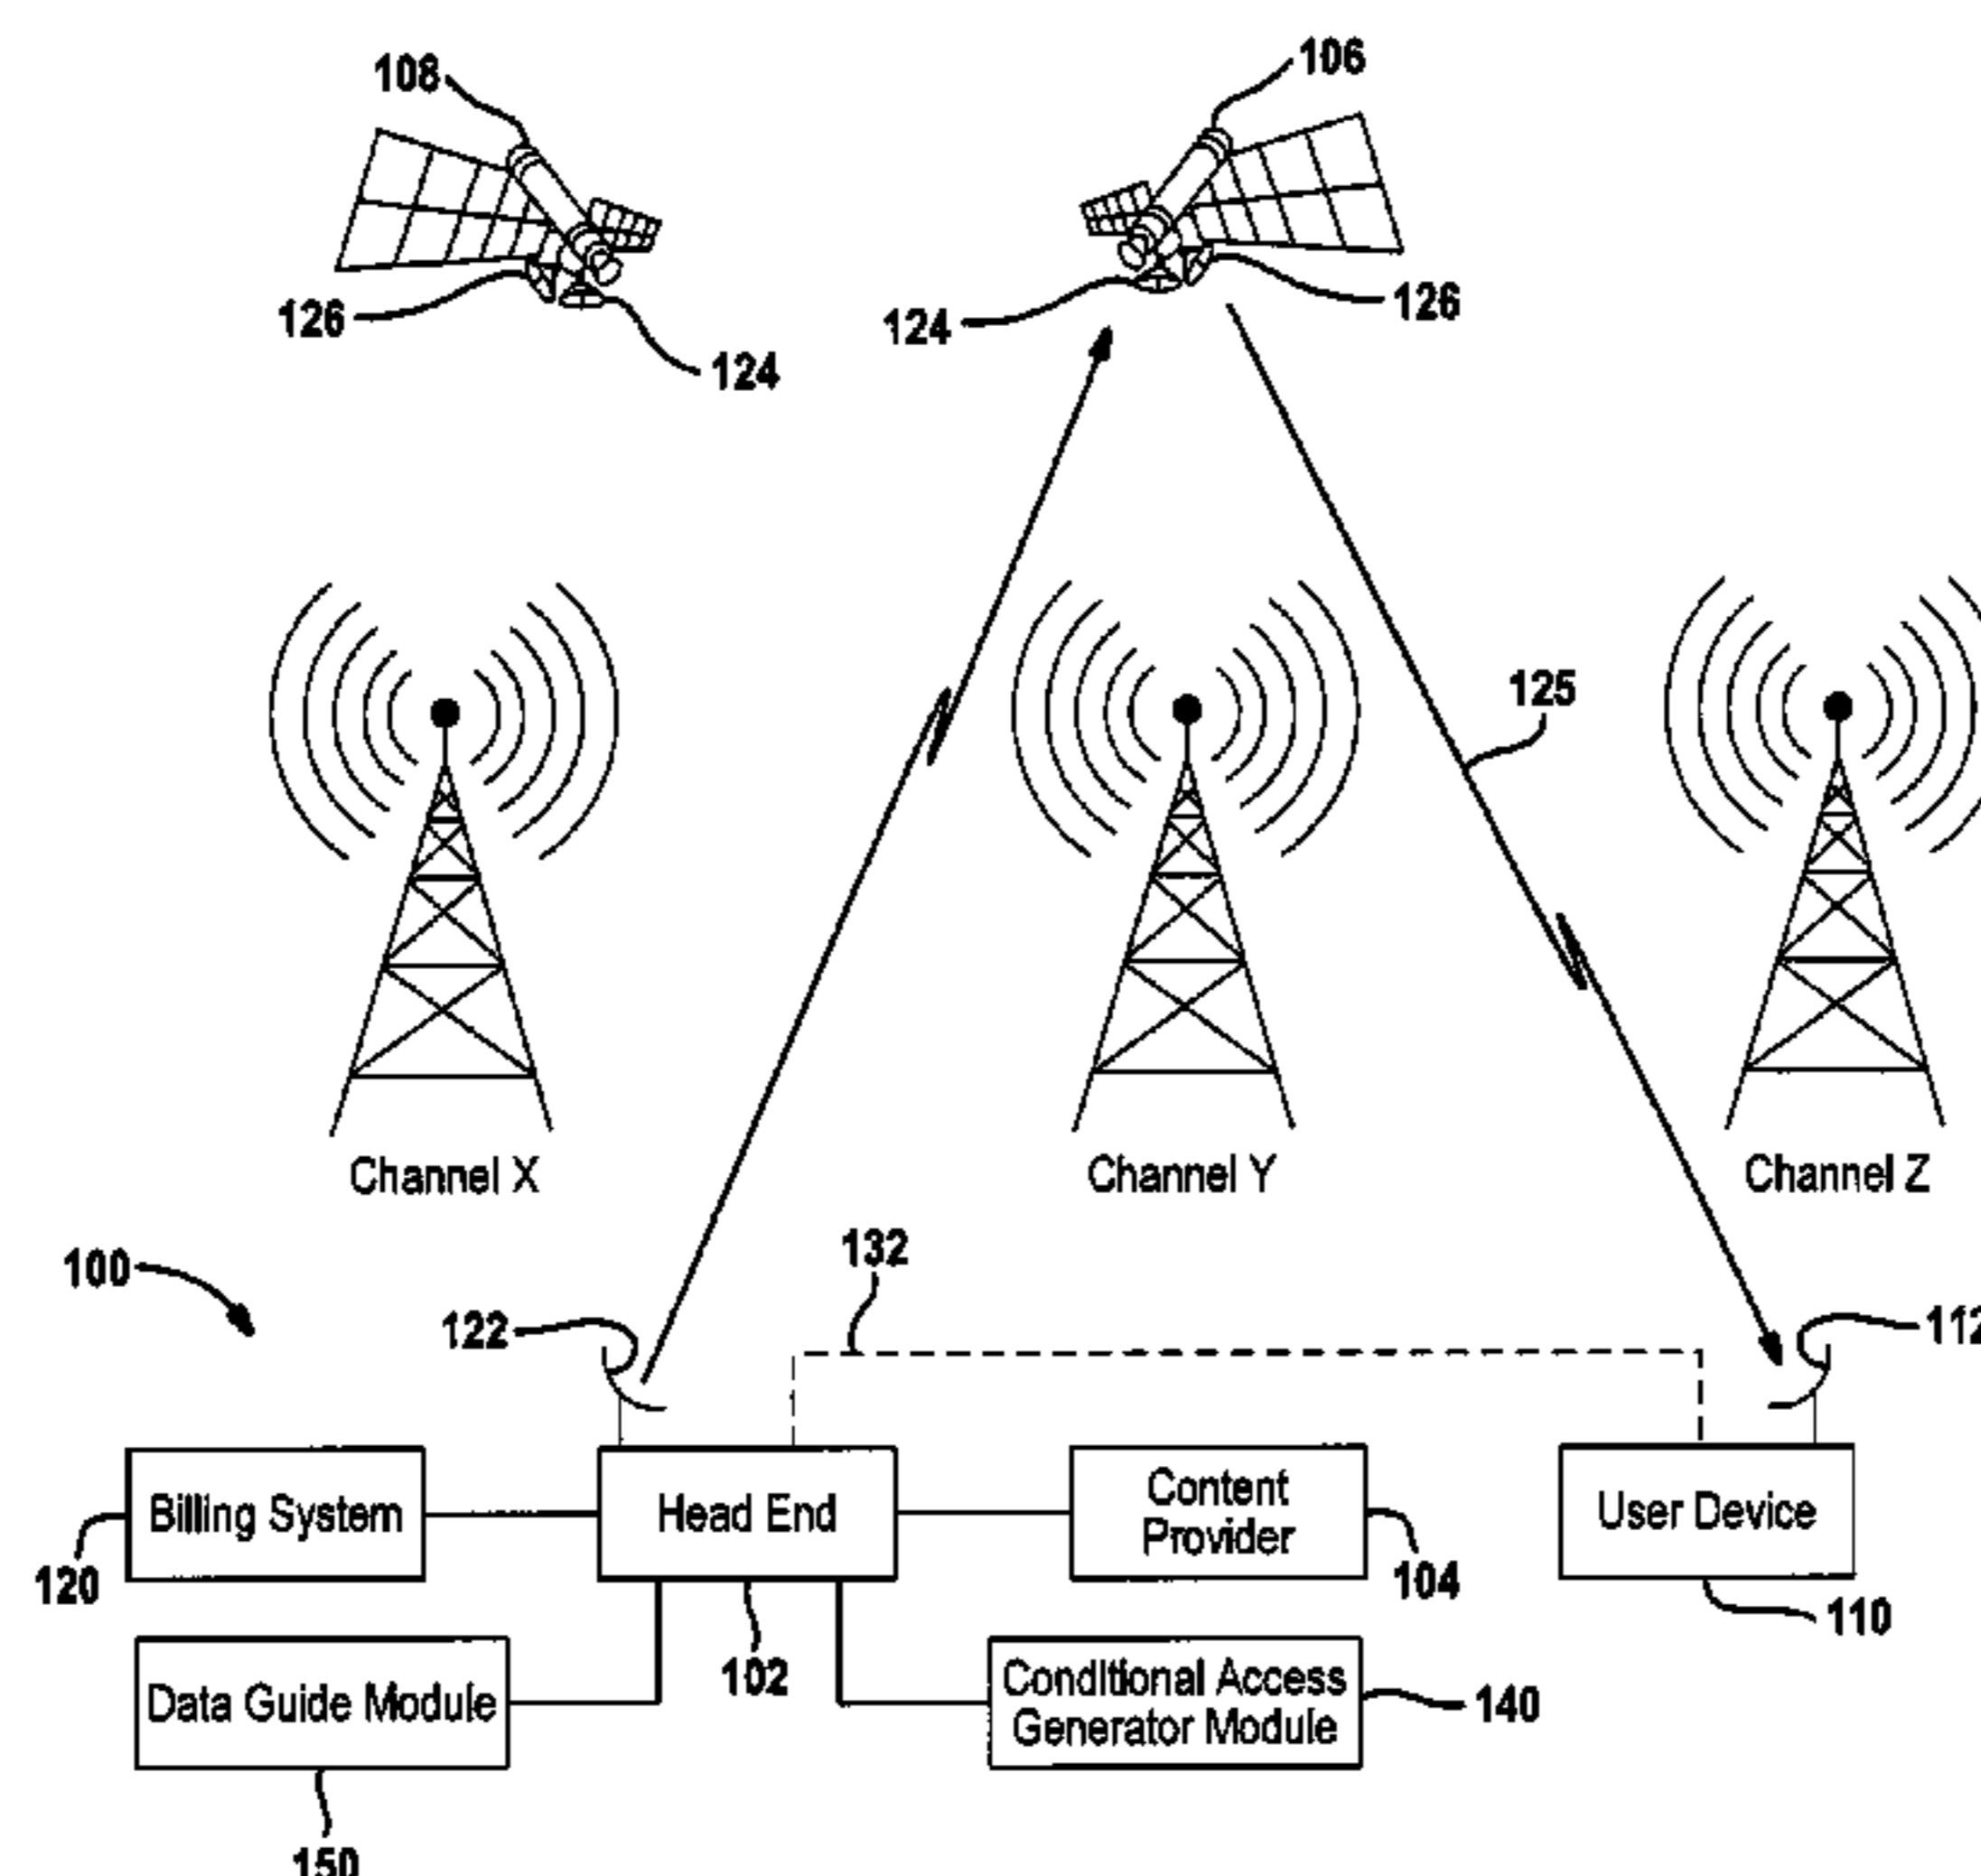 108
106
126
124
124
126
125
Channel X
Channel Y
Channel Z
100
132
122
112
Billing System
Head End
Content
Provider
User Device
120
104
110
Data Guide Module
102
Conditional Access
Generator Module
140
150